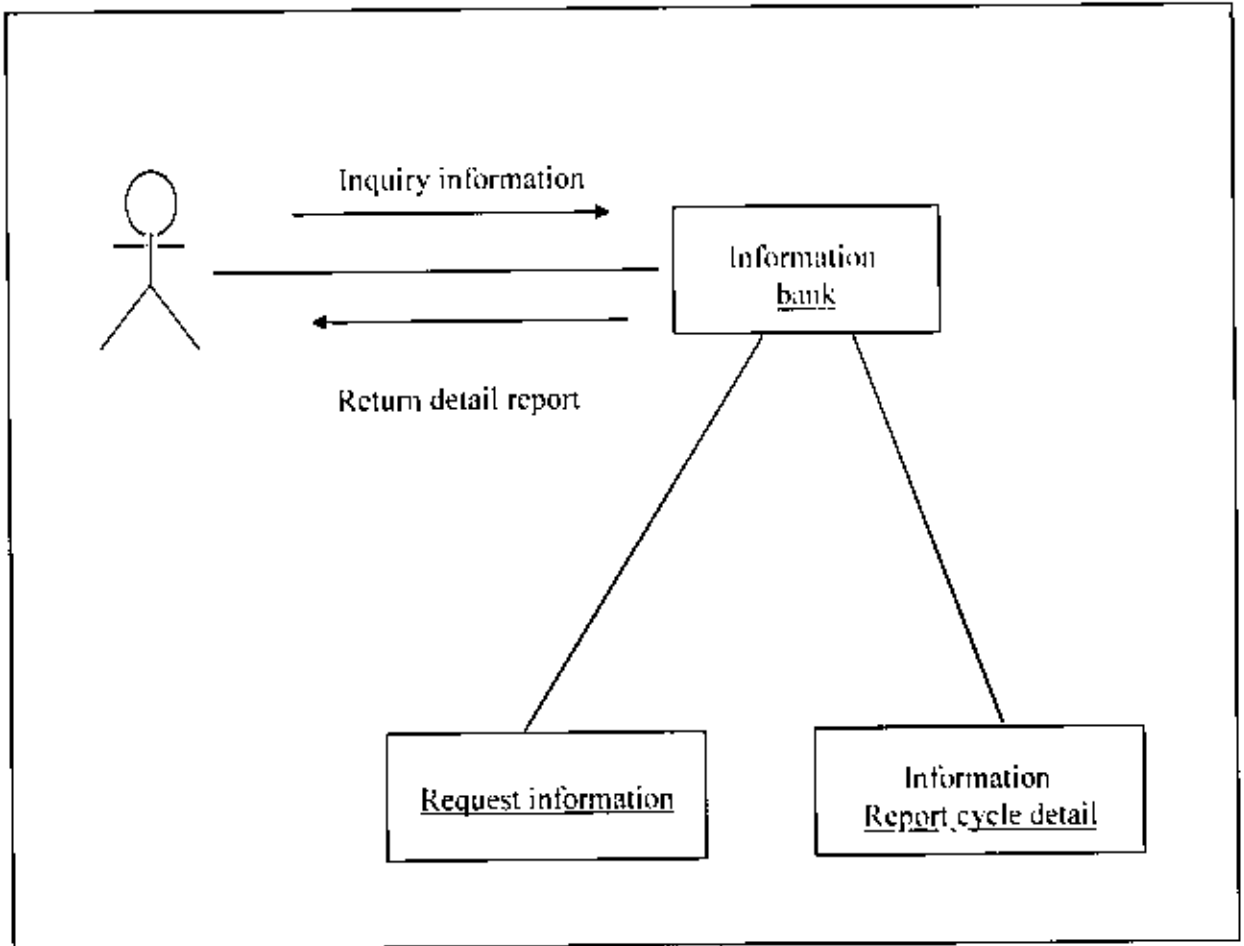 Inquiry information
Information
bank
Return detail report
Request information
Information
Report cycle detail